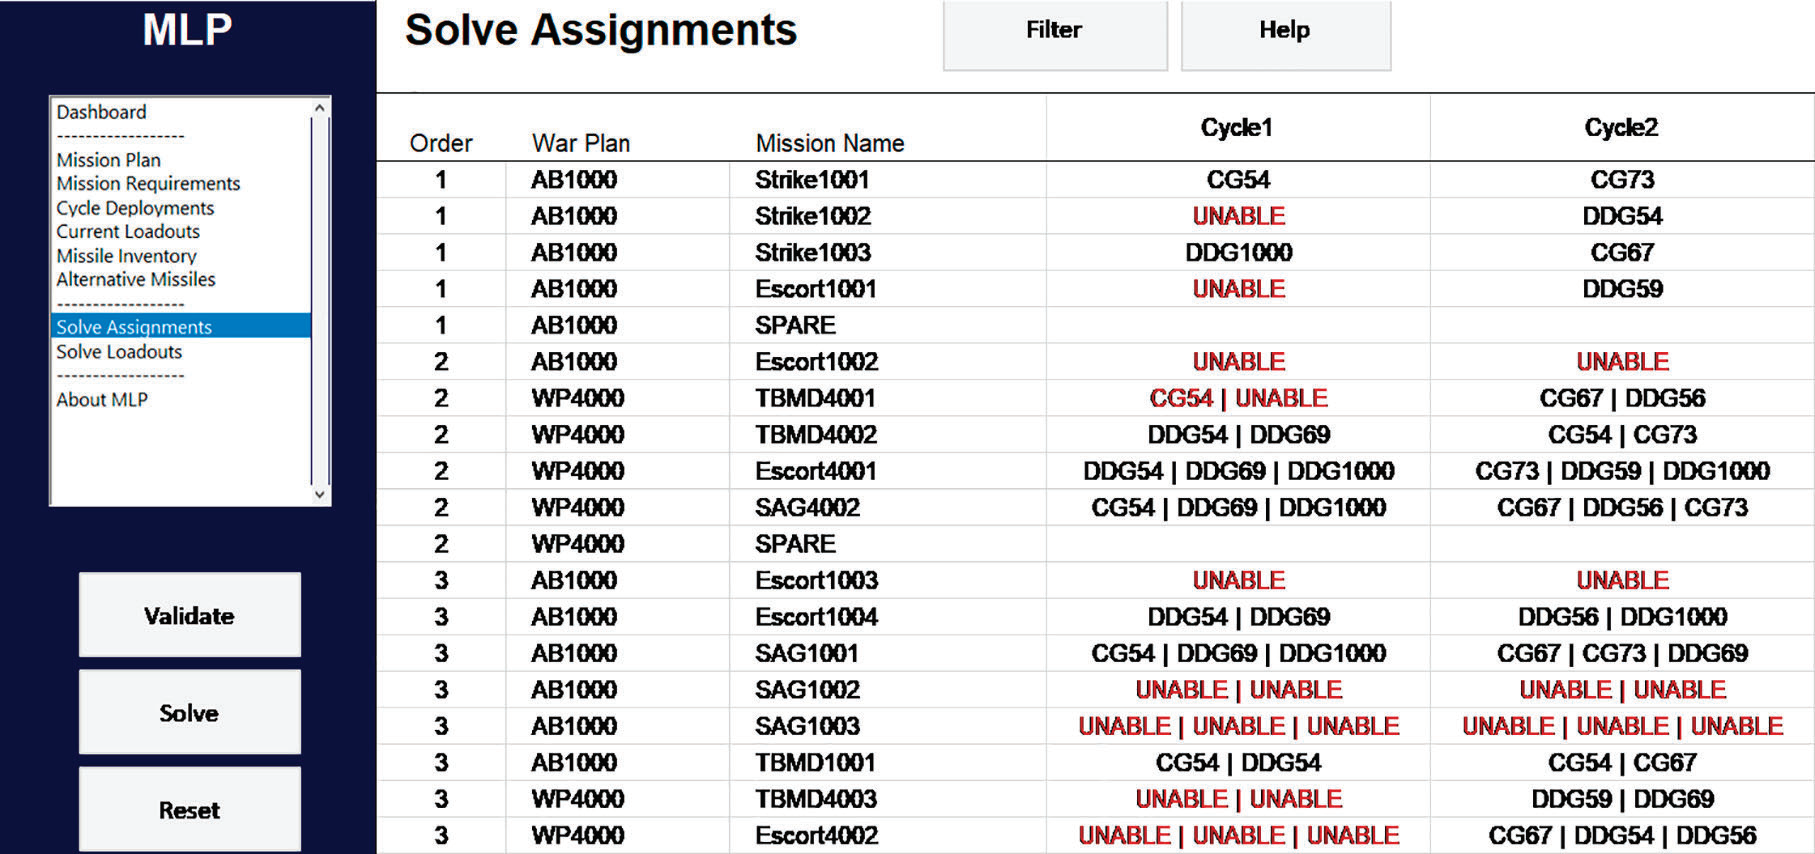 MLP
Dashboard
------------------
Mission Plan
Mission Requirements
Cycle Deployments
Current Loadouts
Missile Inventory
Alternative Missiles
------------------
Solve Assignments
Solve Loadouts
------------------
About MLP
Validate
Solve
Reset
Solve Assignments Filter Help
Order War Plan Mission Name Cycle1 Cycle2
1 AB1000 Strike1001 CG54 CG73
1 AB1000 Strike1002 UNABLE DDG54
1 AB1000 Strike1003 DDG1000 CG67
1 AB1000 Escort1001 UNABLE DDG59
1 AB1000 SPARE
2 AB1000 Escort1002 UNABLE UNABLE
2 WP4000 TBMD4001 CG54 | UNABLE CG67 | DDG56
2 WP4000 TBMD4002 DDG54 | DDG69 CG54 | CG73
2 WP4000 Escort4001 DDG54 | DDG69 | DDG1000 CG73 | DDG59 | DDG1000
2 WP4000 SAG4002 CG54 | DDG69 | DDG1000 CG67 | DDG56 | CG73
2 WP4000 SPARE
3 AB1000 Escort1003 UNABLE UNABLE
3 AB1000 Escort1004 DDG54 | DDG69 DDG56 | DDG1000
3 AB1000 SAG1001 CG54 | DDG69 | DDG1000 CG67 | CG73 | DDG69
3 AB1000 SAG1002 UNABLE | UNABLE UNABLE | UNABLE
3 AB1000 SAG1003 UNABLE | UNABLE | UNABLE UNABLE | UNABLE | UNABLE
3 AB1000 TBMD1001 CG54 | DDG54 CG54 | CG67
3 WP4000 TBMD4003 UNABLE | UNABLE DDG59 | DDG69
3 WP4000 Escort4002 UNABLE | UNABLE | UNABLE CG67 | DDG54 | DDG56